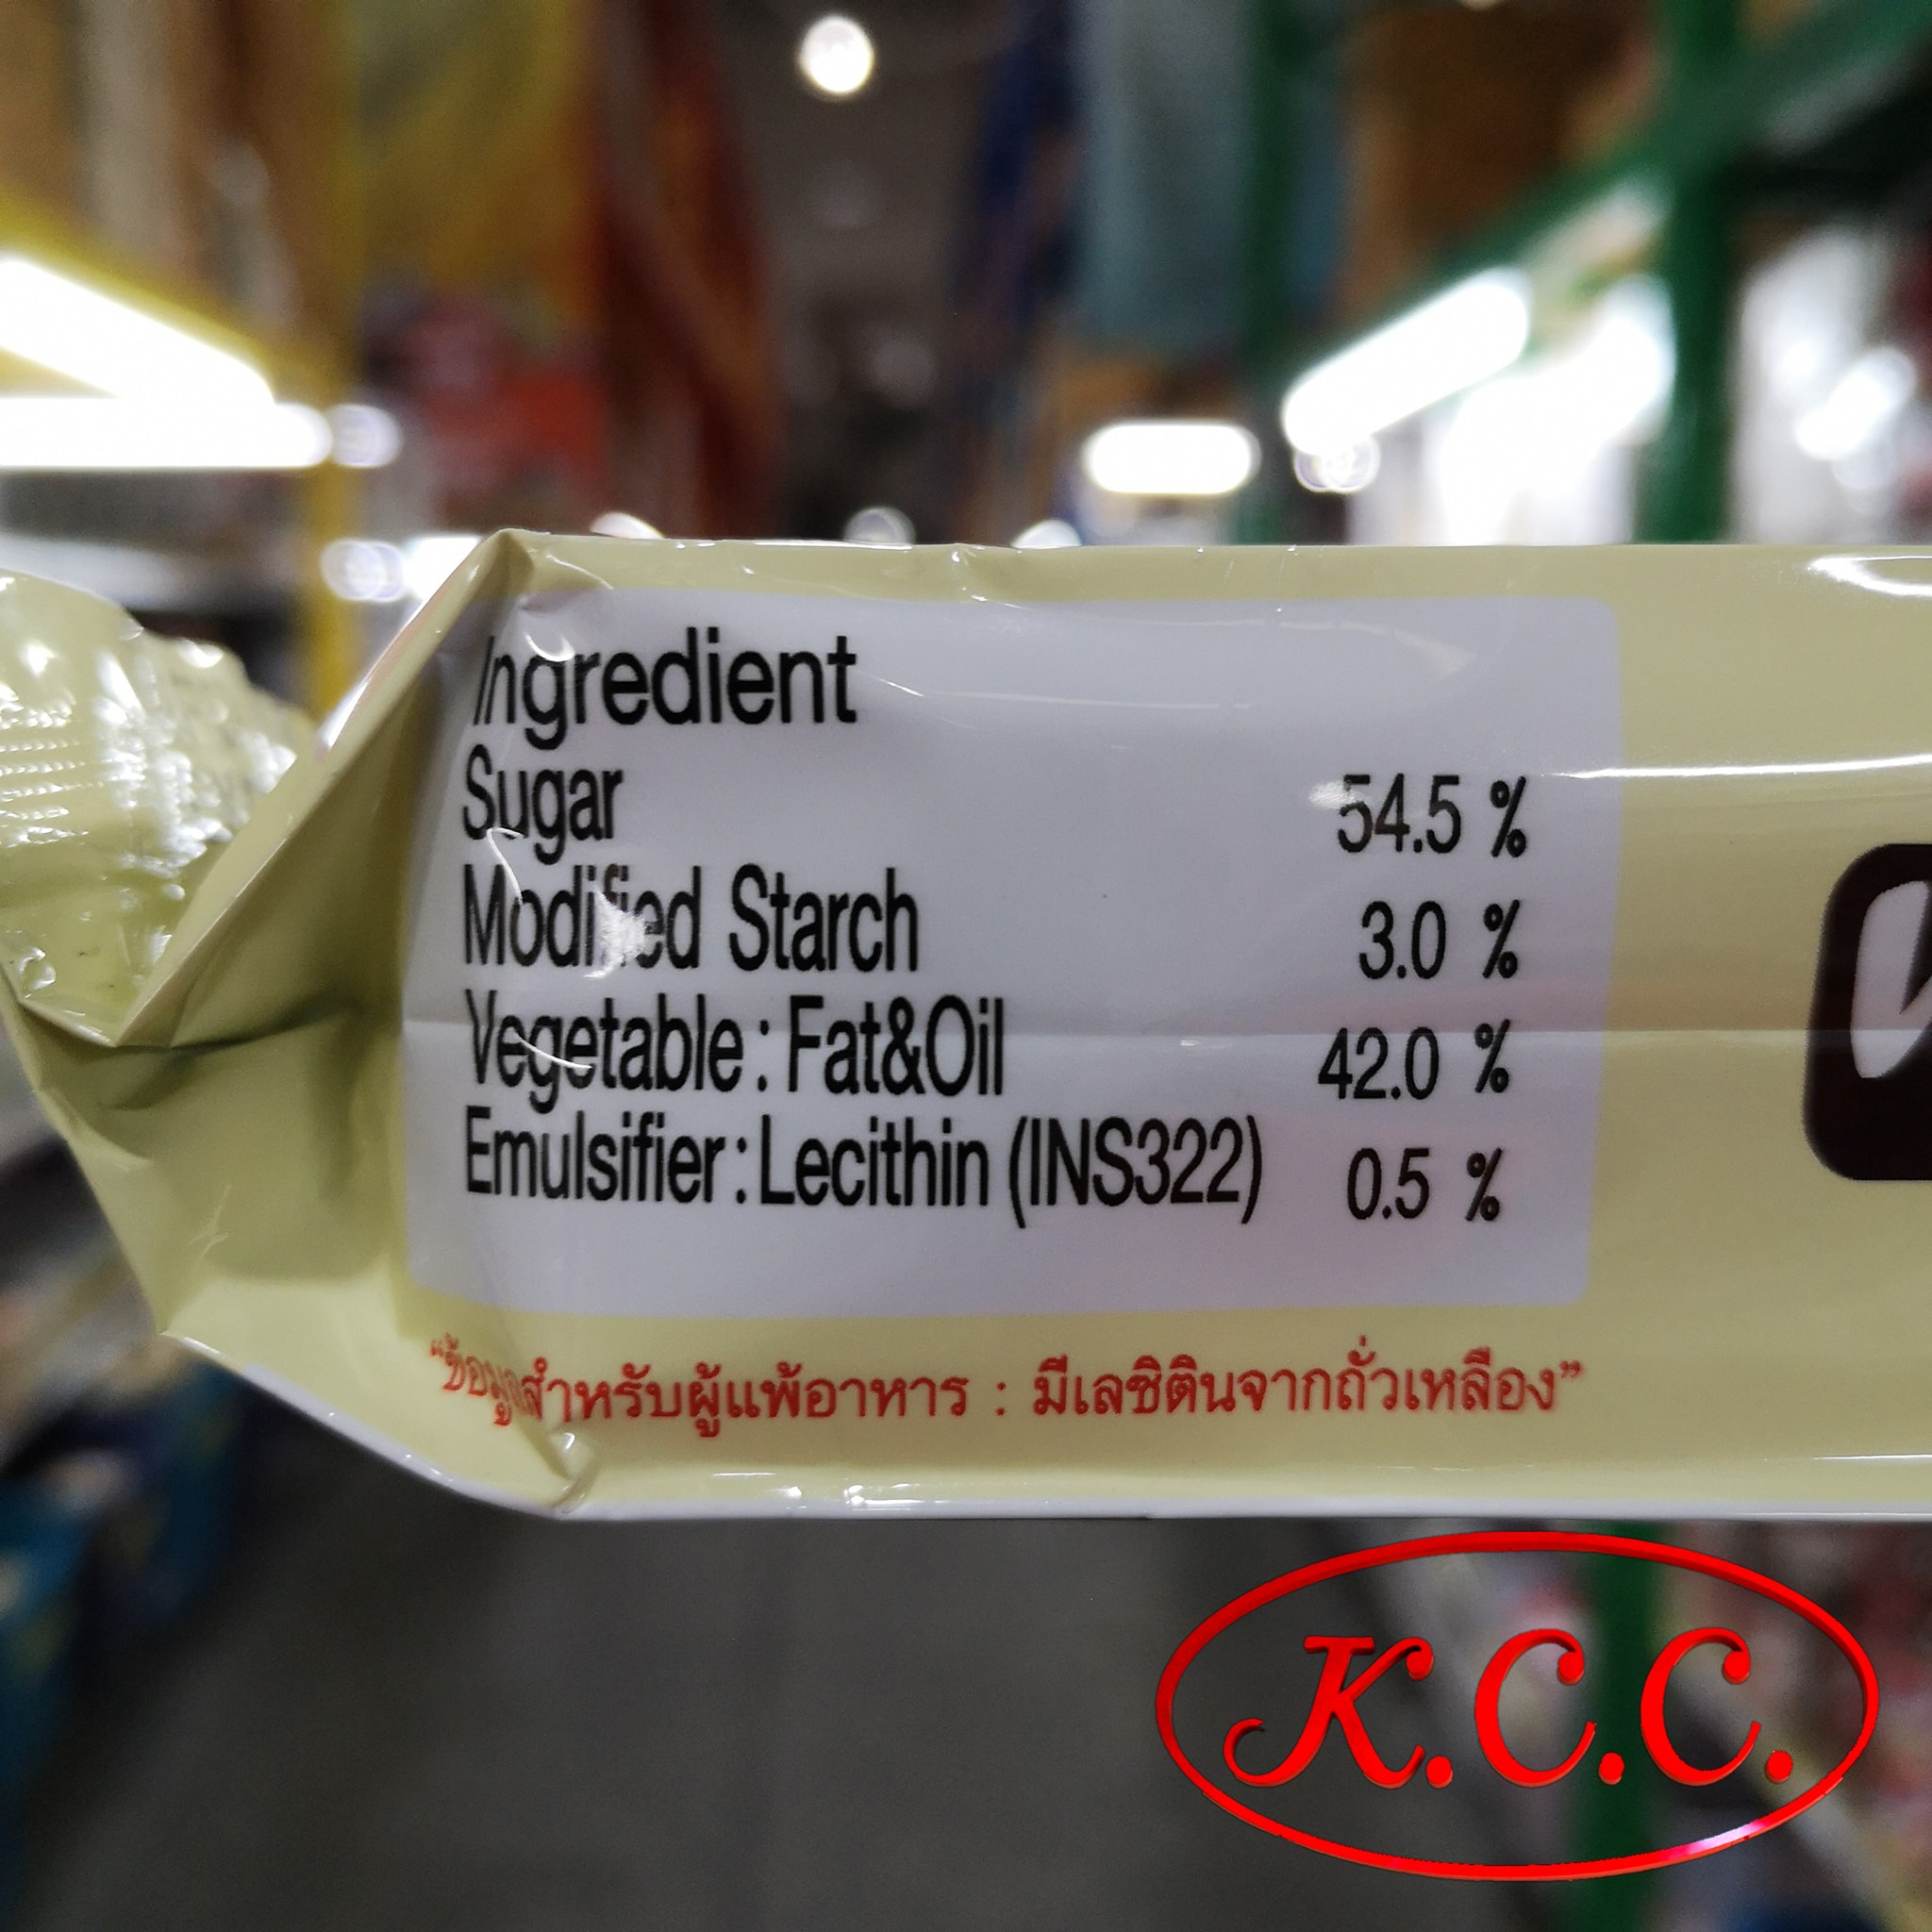 Ingredient
Sugar 54.5 %
Modified Starch 3.0 %
Vegetable : Fat&Oil 42.0 %
Emulsifier : Lecithin (INS322) 0.5 %
“ข้อมูลสำหรับผู้แพ้อาหาร : มีเลซิตินจากถั่วเหลือง”
K.C.C.